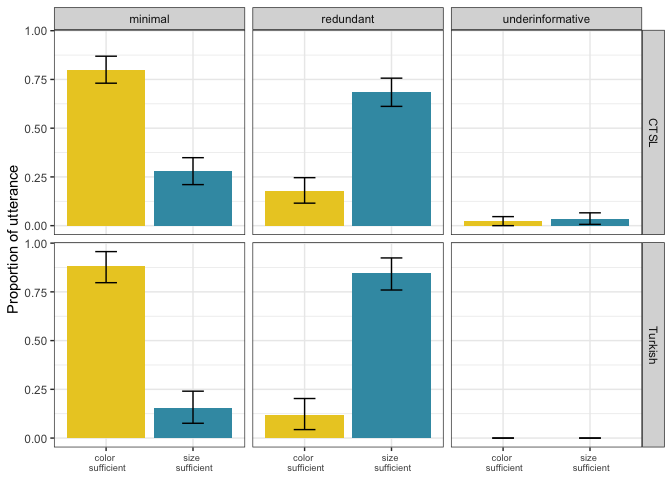 minimal
redundant
underinformative
Proportion of utterance
1.00
0.75
0.50
0.25
0.00
CTSL
1.00
0.75
0.50
0.25
0.00
Turkish
color
sufficient
size
sufficient
color
sufficient
size
sufficient
color
sufficient
size
sufficient